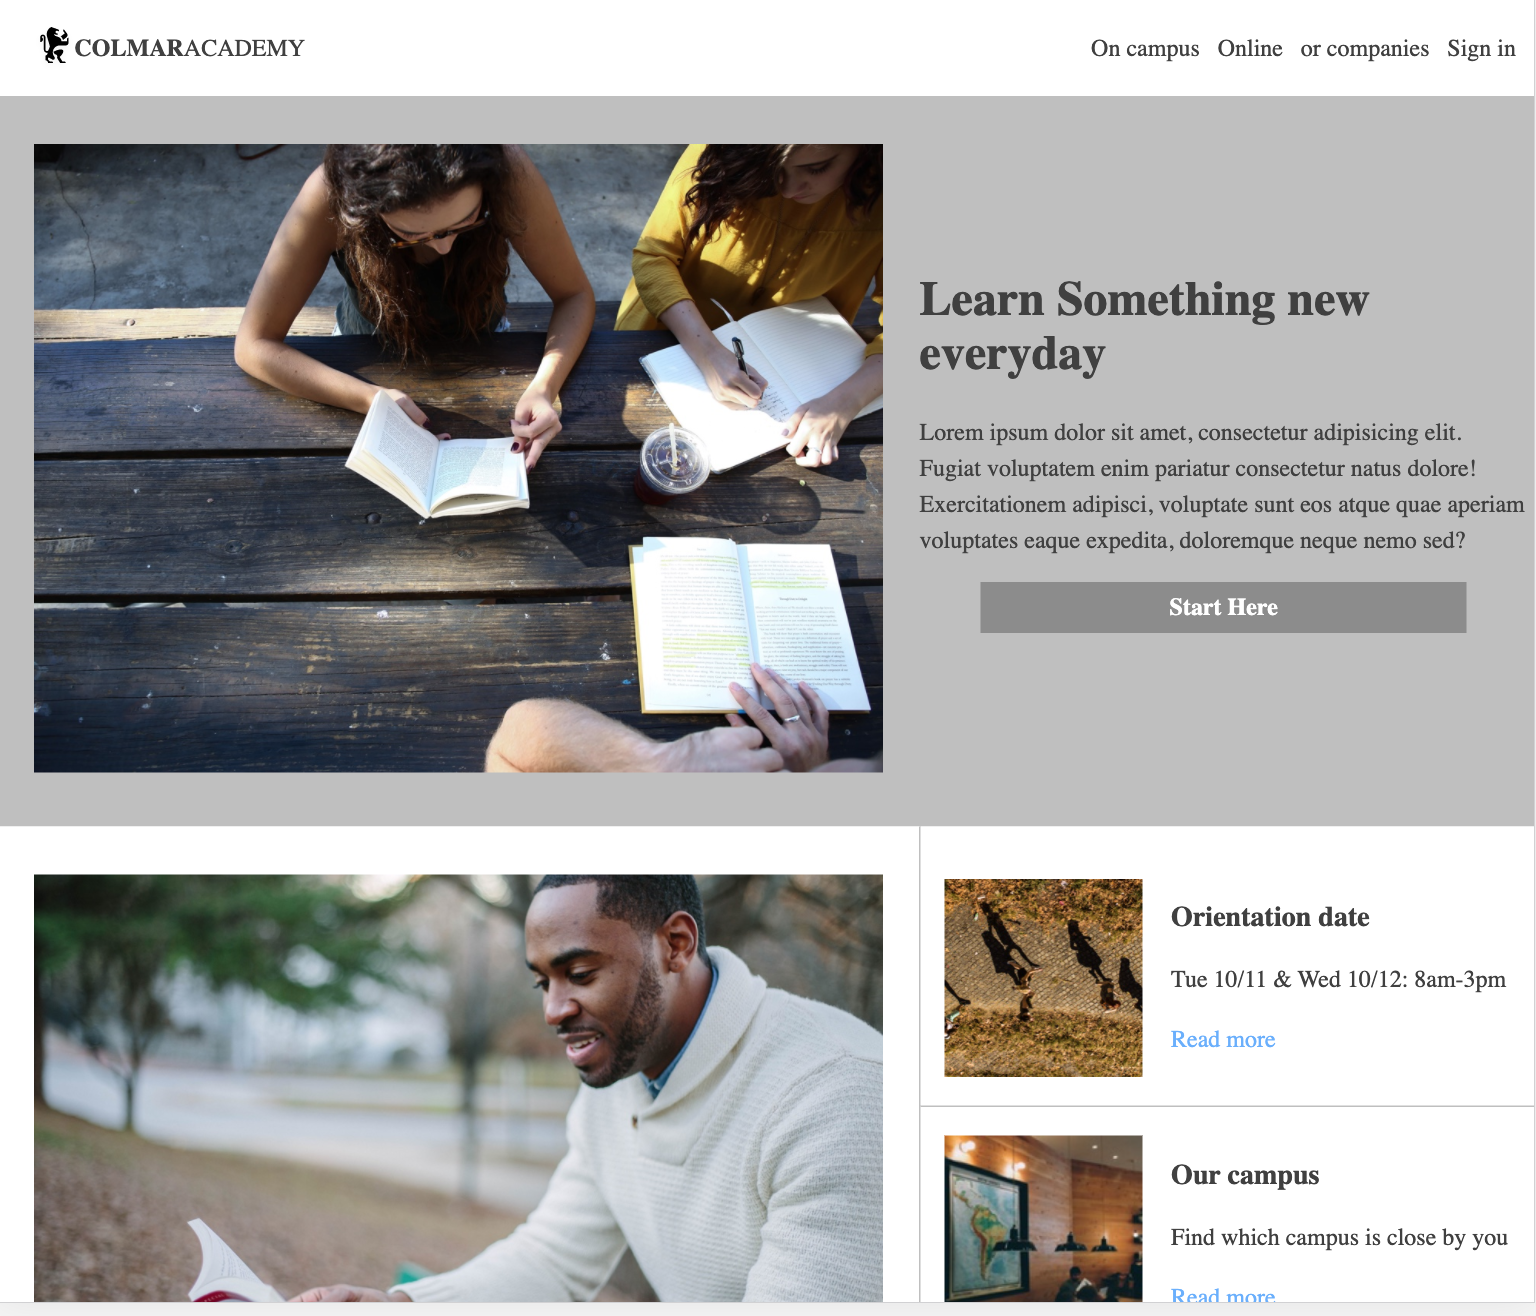 COLMARACADEMY
On campus Online or companies Sign in
Learn Something new
everyday
Lorem ipsum dolor sit amet, consectetur adipisicing elit.
Fugiat voluptatem enim pariatur consectetur natus dolore!
Exercitationem adipisci, voluptate sunt eos atque quae aperiam
voluptates eaque expedita, doloremque neque nemo sed?
Start Here
Orientation date
Tue 10/11 & Wed 10/12: 8am-3pm
Read more
Our campus
Find which campus is close by you
Read more